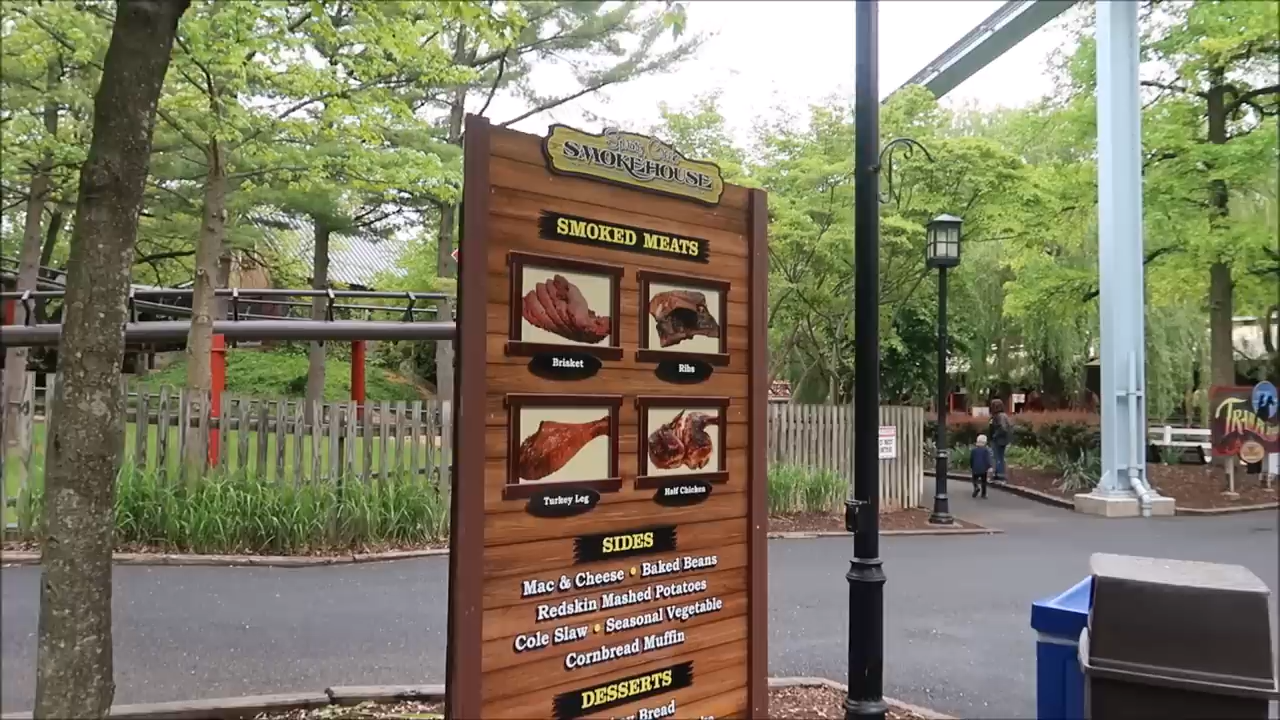 SMOKEHOUSE
SMOKED MEATS
Brisket
Ribs
Turkey Leg
Half Chicken
SIDES
Mac & Cheese • Baked Beans
Redskin Mashed Potatoes
Cole Slaw • Seasonal Vegetable
Cornbread Muffin
DESSERTS
Bread